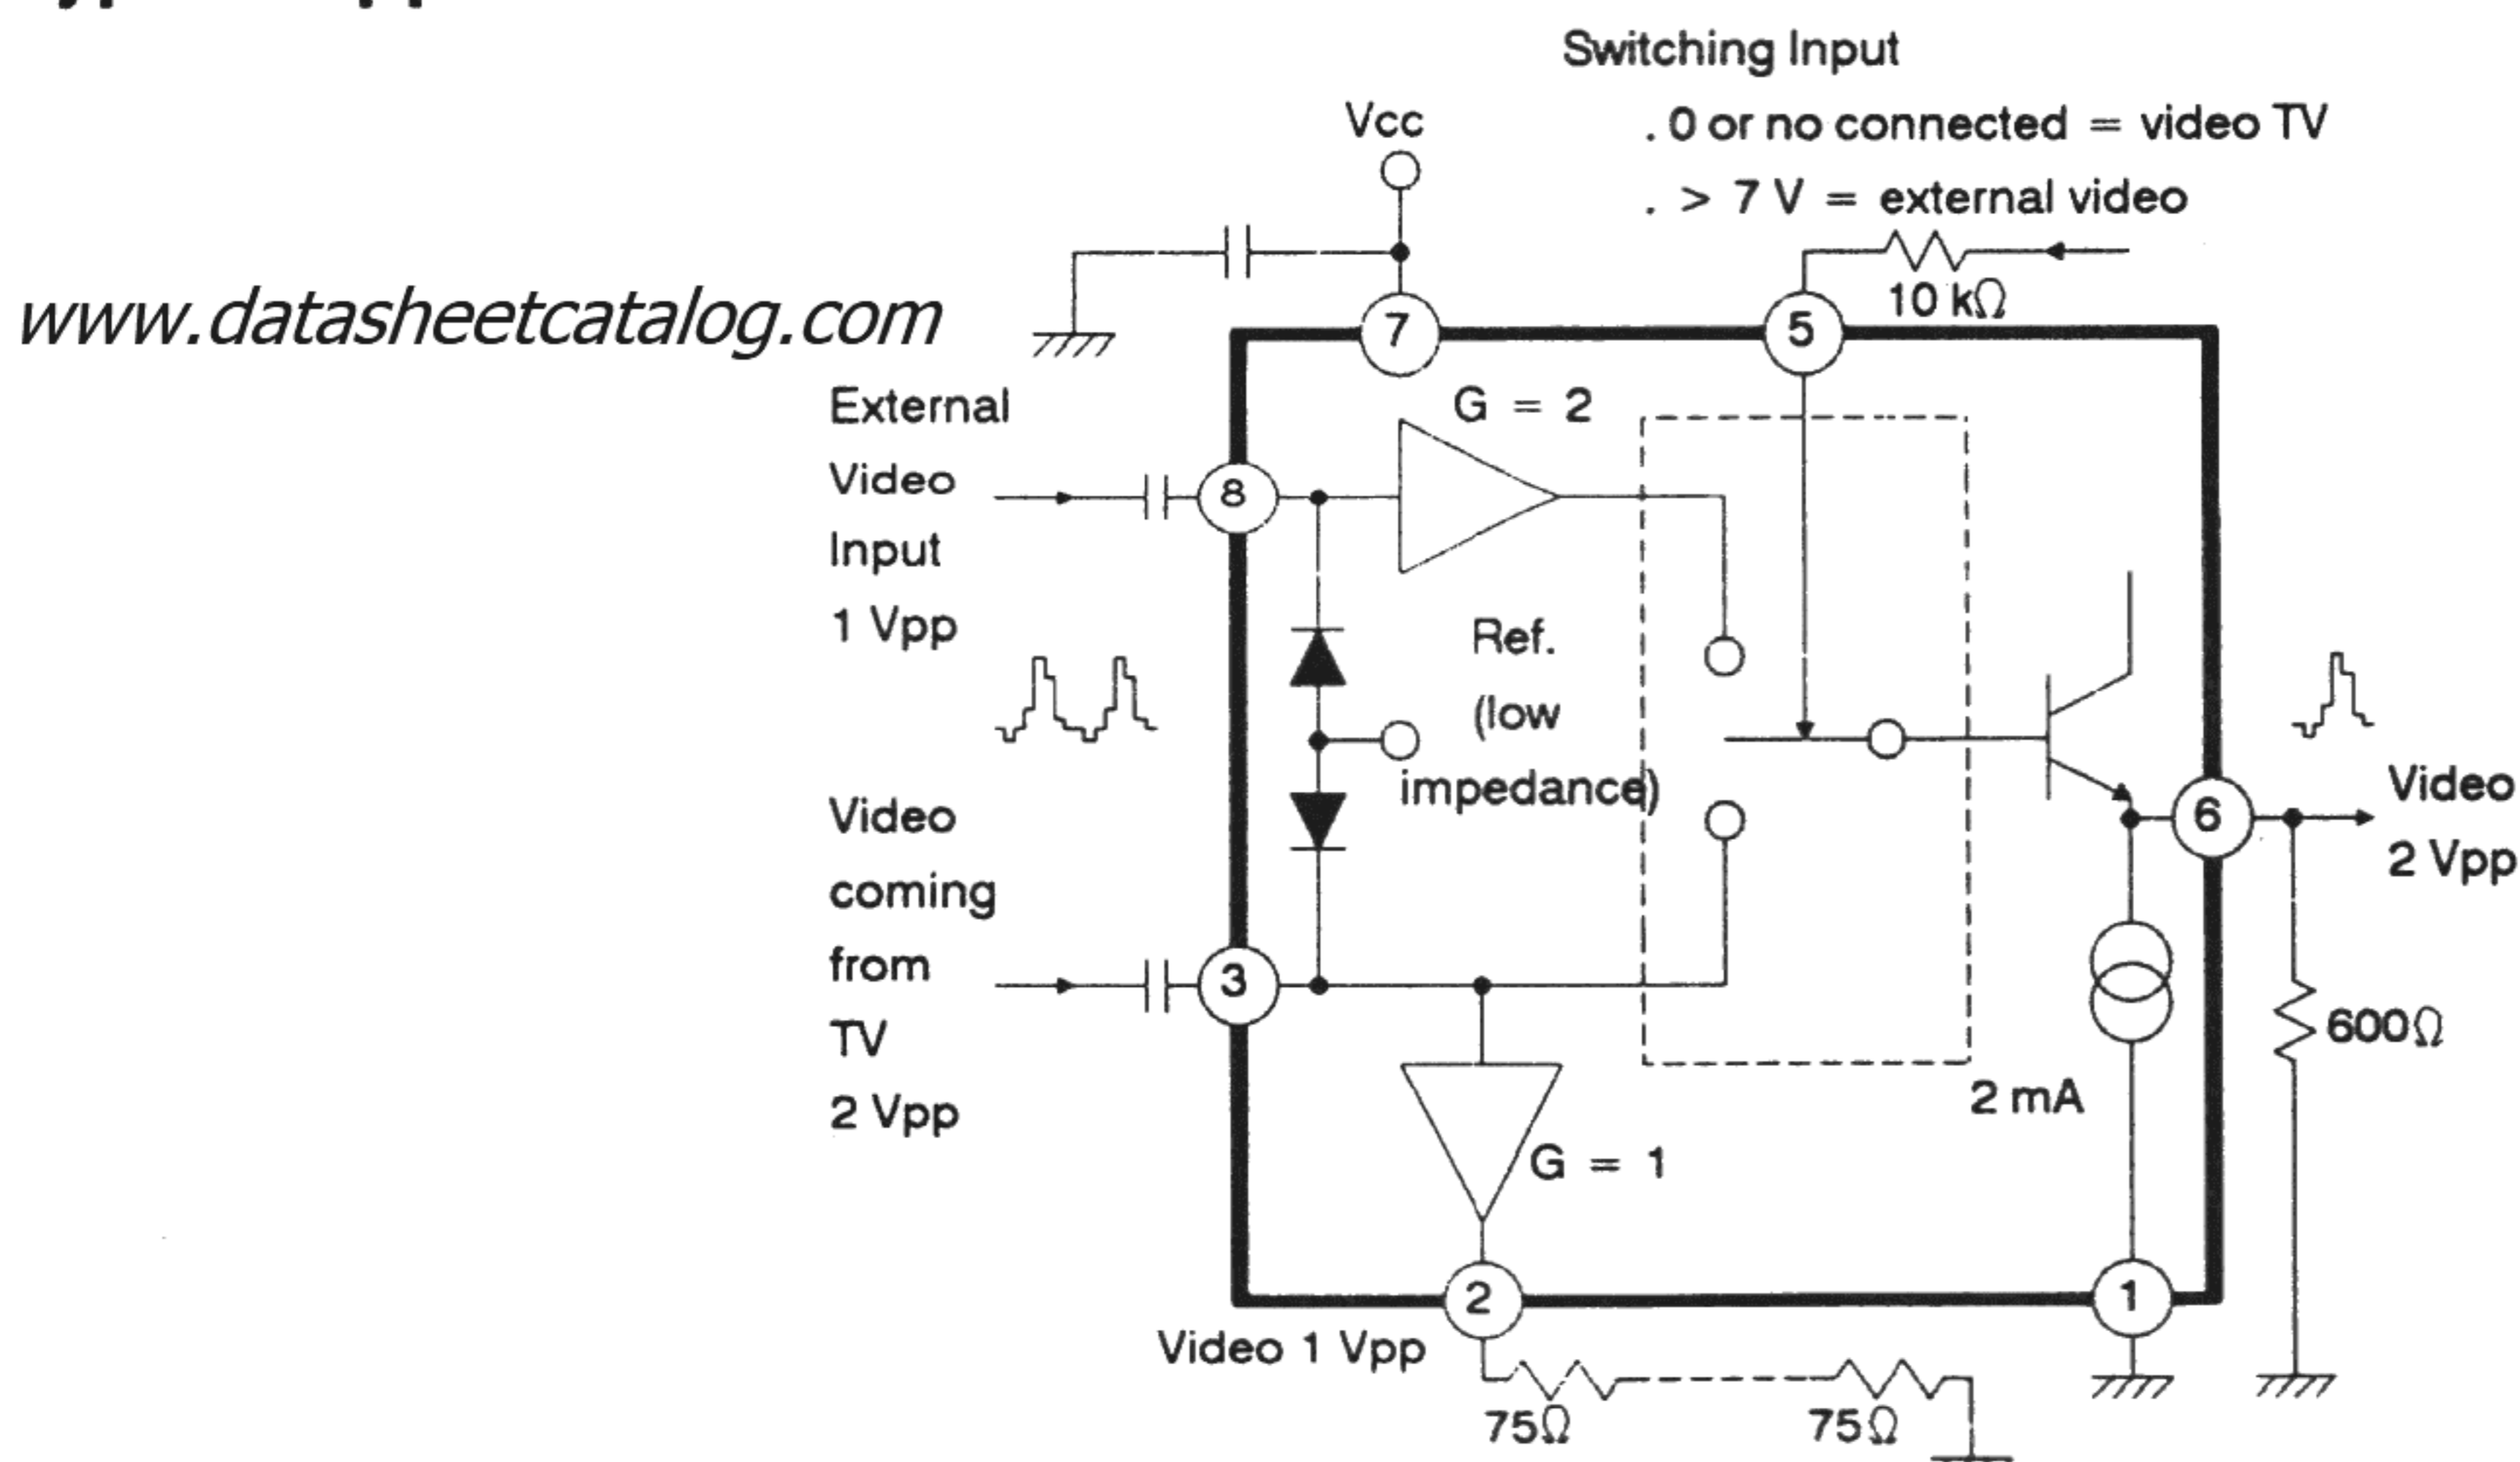 Switching Input
Vcc
. 0 or no connected = video TV
. > 7 V = external video
www.datasheetcatalog.com
10 kΩ
7
5
External
Video
Input
1 Vpp
G = 2
8
Ref.
(low
impedance)
Video
coming
from
TV
2 Vpp
3
6
Video
2 Vpp
600Ω
2 mA
G = 1
2
1
Video 1 Vpp
75Ω
75Ω